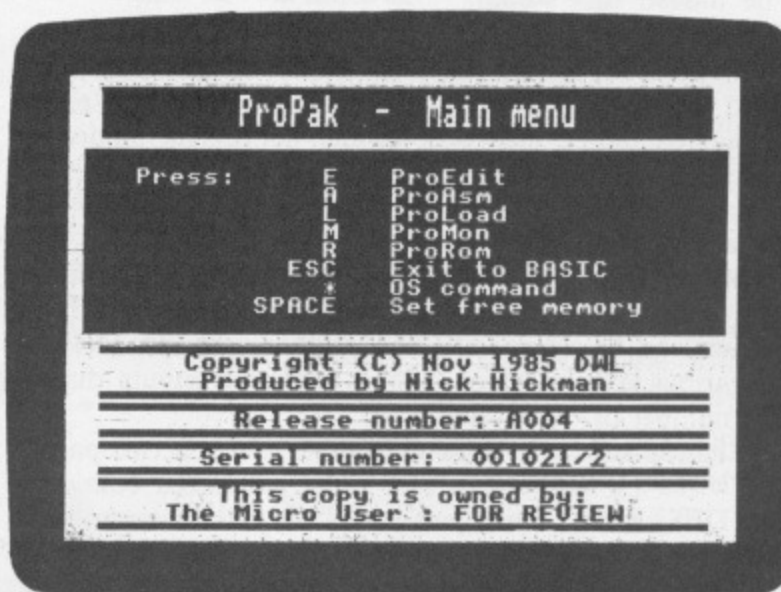 ProPak - Main menu
Press: E ProEdit
A ProAsm
L ProLoad
M ProMon
R ProRom
ESC Exit to BASIC
* OS command
SPACE Set free memory
Copyright (C) Nov 1985 DWL
Produced by Nick Hickman
Release number: A004
Serial number: 001021/2
This copy is owned by:
The Micro User : FOR REVIEW